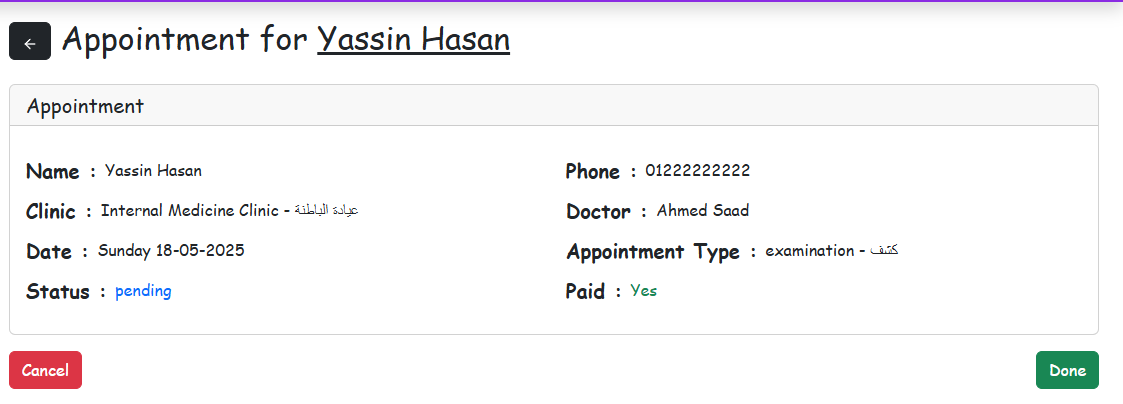 ← Appointment for Yassin Hasan
Appointment
Name : Yassin Hasan
Phone : 01222222222
Clinic : Internal Medicine Clinic - عيادة الباطنة
Doctor : Ahmed Saad
Date : Sunday 18-05-2025
Appointment Type : examination - كشف
Status : pending
Paid : Yes
Cancel
Done